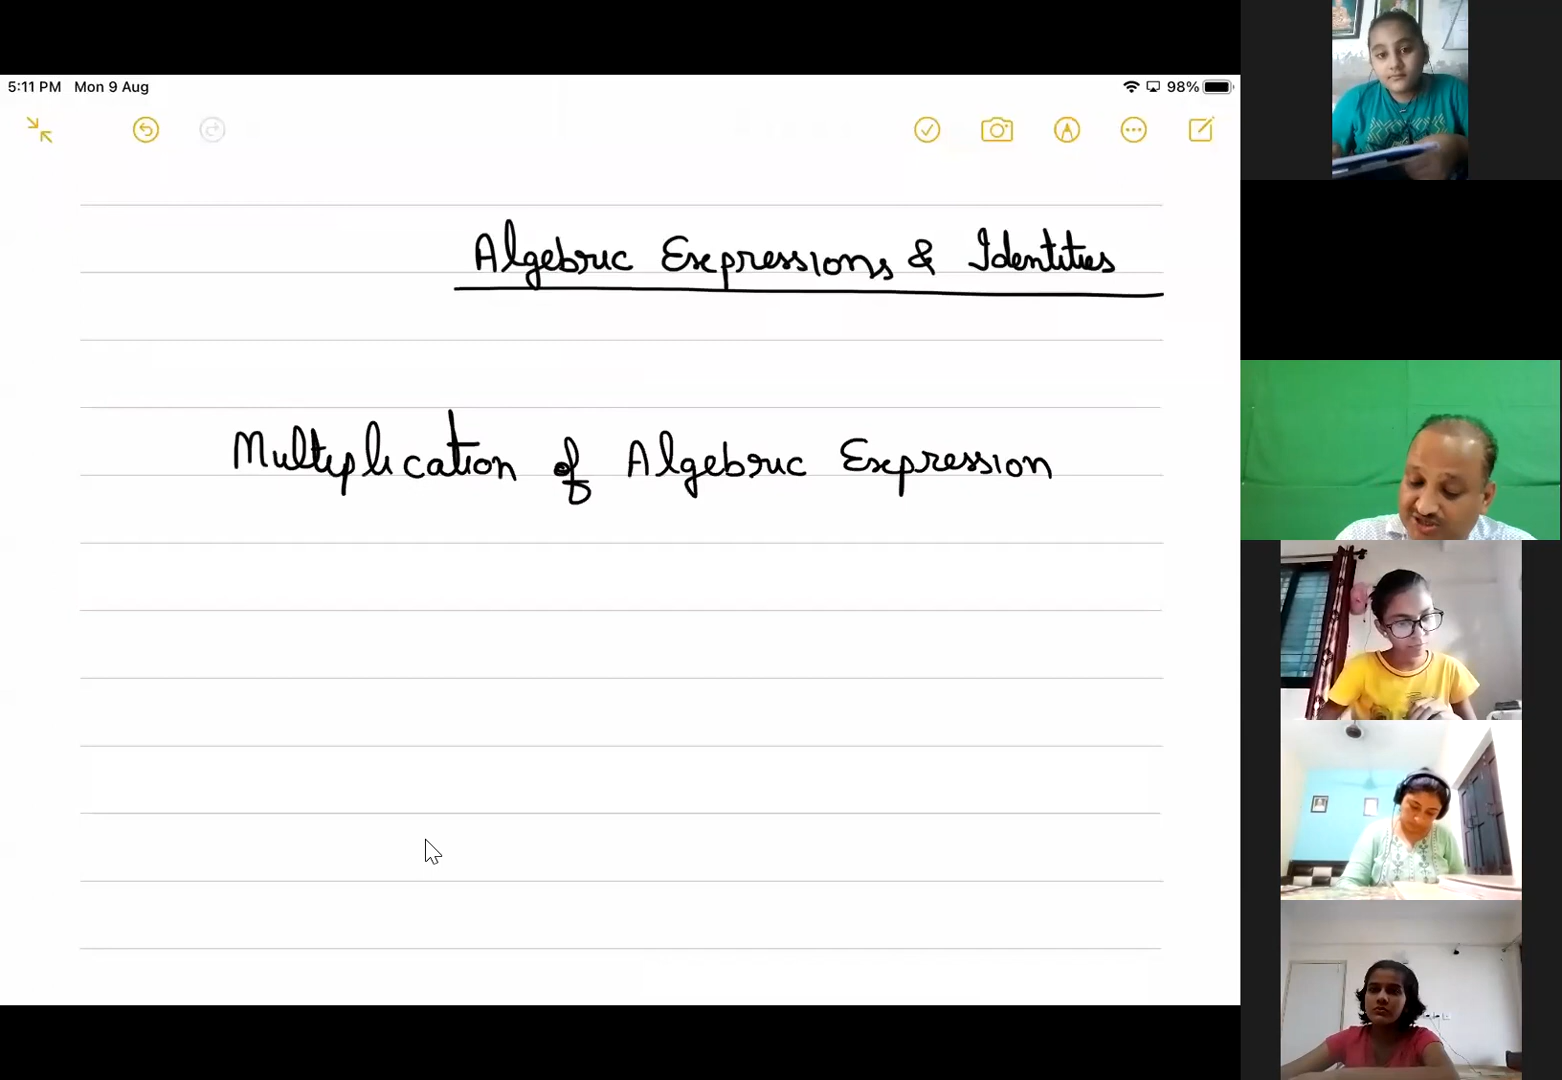 5:11 PM Mon 9 Aug 98%
Algebric Expressions & Identities
Multiplication of Algebric Expression